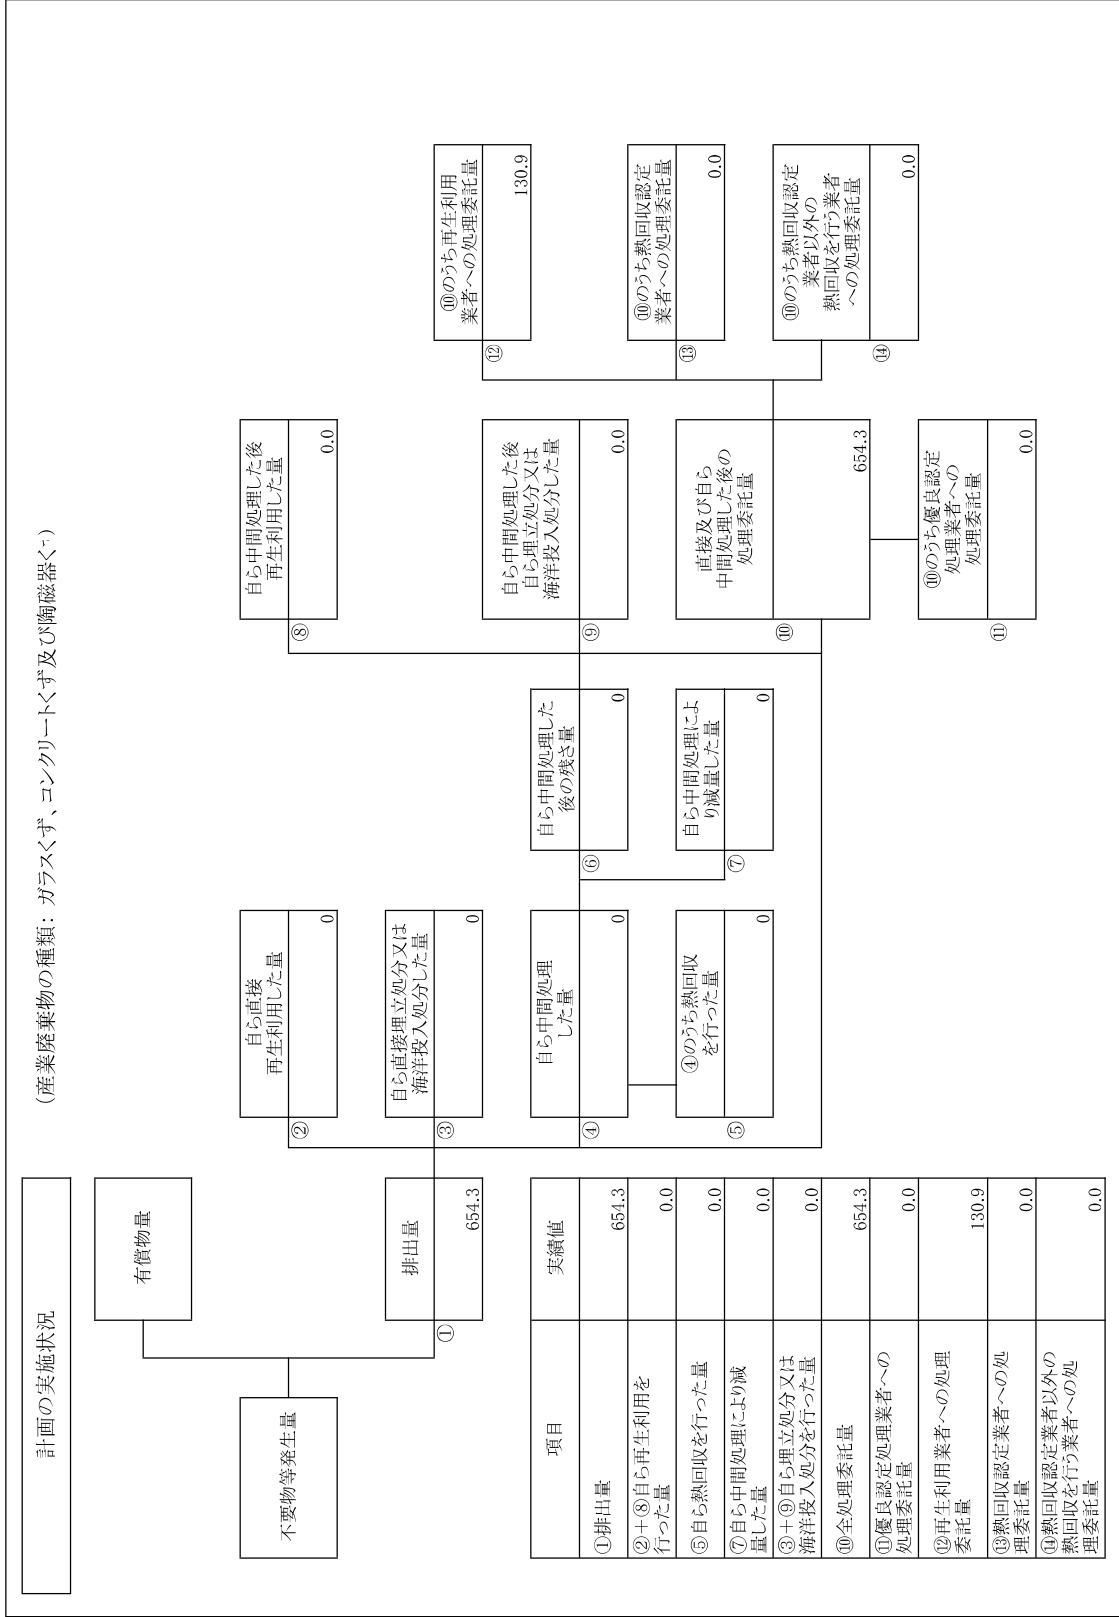 計画の実施状況
(産業廃棄物の種類：ガラスくず、コンクリートくず及び陶磁器く
不要物等発生量
有償物量
①
排出量
654.3
②
自ら直接
再生利用した量
0
③
自ら直接埋立処分又は
海洋投入処分した量
0
④
自ら中間処理
した量
0
⑤
④のうち熱回収
を行った量
0
⑥
自ら中間処理した
後の残さ量
0
⑦
自ら中間処理によ
り減量した量
0
⑧
自ら中間処理した後
再生利用した量
0.0
⑨
自ら中間処理した後
自ら埋立処分又は
海洋投入処分した量
0.0
⑩
直接及び自ら
中間処理した後の
処理委託量
654.3
⑪
⑩のうち優良認定
処理業者への
処理委託量
0.0
⑫
⑩のうち再生利用
業者への処理委託量
130.9
⑬
⑩のうち熱回収認定
業者への処理委託量
0.0
⑭
⑩のうち熱回収認定
業者以外の
熱回収を行う業者
への処理委託量
0.0
項目 実績値
①排出量 654.3
②＋⑧自ら再生利用を
行った量 0.0
⑤自ら熱回収を行った量 0.0
⑦自ら中間処理により減
量した量 0.0
③＋⑨自ら埋立処分又は
海洋投入処分を行った量 0.0
⑩全処理委託量 654.3
⑪優良認定処理業者への
処理委託量 0.0
⑫再生利用業者への処理
委託量 130.9
⑬熱回収認定業者への処
理委託量 0.0
⑭熱回収認定業者以外の
熱回収を行う業者への処
理委託量 0.0